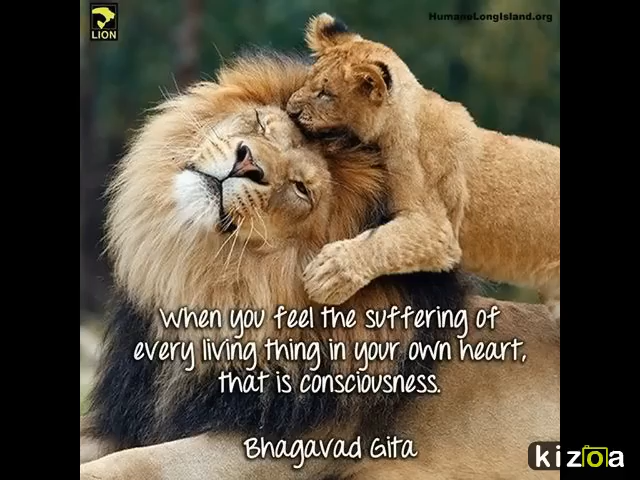 LION
HumaneLongIsland.org
When you feel the suffering of
every living thing in your own heart,
that is consciousness.
Bhagavad Gita
kizoa